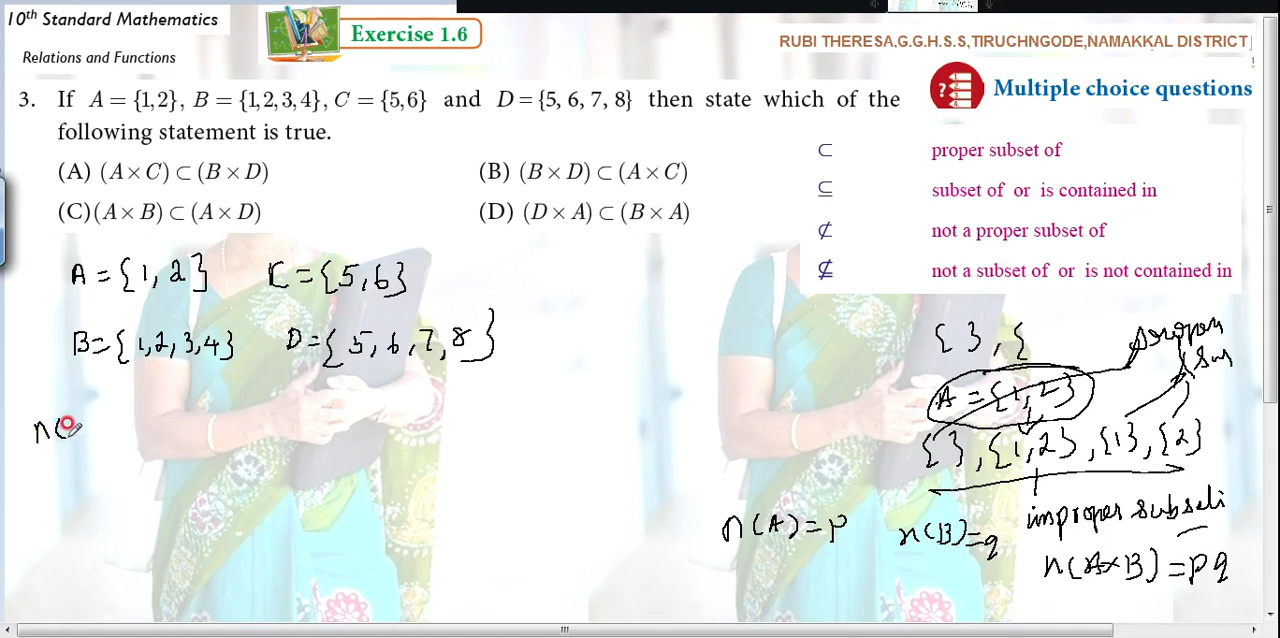 10th Standard Mathematics
Relations and Functions
Exercise 1.6
RUBI THERESA,G.G.H.S.S,TIRUCHNGODE,NAMAKKAL DISTRICT
Multiple choice questions
3. If A = {1,2}, B = {1,2,3,4}, C = {5,6} and D = {5, 6, 7, 8} then state which of the
following statement is true.
(A) (A × C) ⊂ (B × D) (B) (B × D) ⊂ (A × C)
(C)(A × B) ⊂ (A × D) (D) (D × A) ⊂ (B × A)
⊂ proper subset of
⊆ subset of or is contained in
⊄ not a proper subset of
⊈ not a subset of or is not contained in
A = {1, 2} C = {5, 6}
B = {1, 2, 3, 4} D = {5, 6, 7, 8}
n(
{ }, {
proper
A = {1, 2}
{ }, {1, 2}, {1}, {2}
improper
n(A) = p n(B) = q
n(A×B) = pq